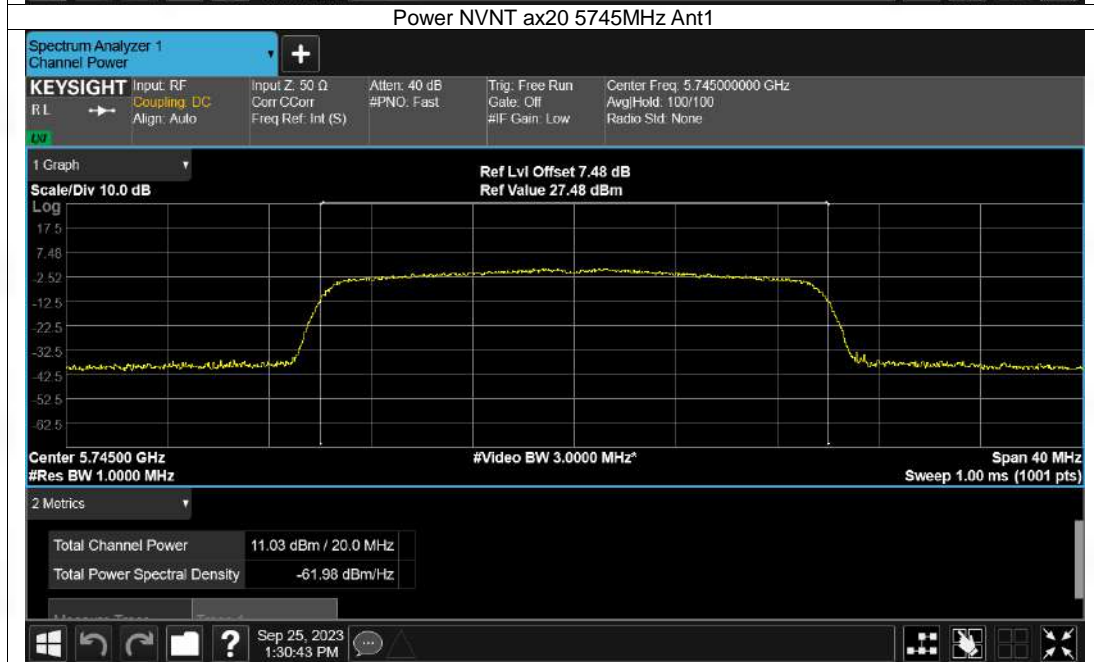 Power NVNT ax20 5745MHz Ant1
Spectrum Analyzer 1
Channel Power
+
KEYSIGHT
Input: RF
Coupling: DC
Align: Auto
Input Z: 50 Ω
Corr CCorr
Freq Ref: Int (S)
Atten: 40 dB
#PNO: Fast
Trig: Free Run
Gate: Off
#IF Gain: Low
Center Freq: 5.745000000 GHz
Avg|Hold: 100/100
Radio Std: None
R L
LXI
1 Graph
Scale/Div 10.0 dB
Ref Lvl Offset 7.48 dB
Ref Value 27.48 dBm
Log
17.5
7.48
-2.52
-12.5
-22.5
-32.5
-42.5
-52.5
-62.5
Center 5.74500 GHz
#Video BW 3.0000 MHz*
Span 40 MHz
#Res BW 1.0000 MHz
Sweep 1.00 ms (1001 pts)
2 Metrics
Total Channel Power 11.03 dBm / 20.0 MHz
Total Power Spectral Density -61.98 dBm/Hz
?
Sep 25, 2023
1:30:43 PM